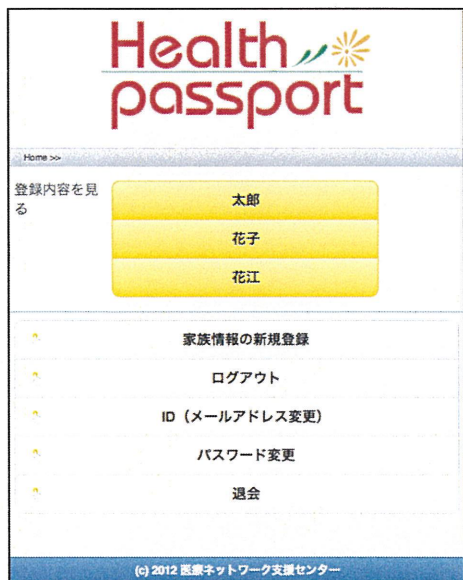 Health
passport
Home >>
登録内容を見
る
太郎
花子
花江
家族情報の新規登録
ログアウト
ID（メールアドレス変更）
パスワード変更
退会
(c) 2012 医療ネットワーク支援センター